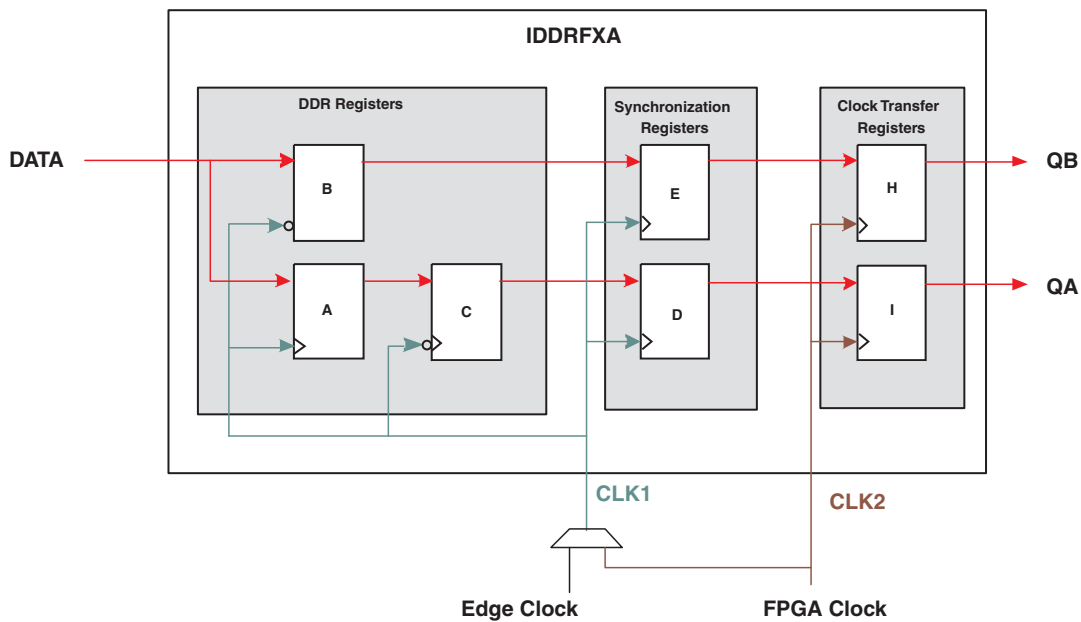 IDDRFXA
DDR Registers
Synchronization
Registers
Clock Transfer
Registers
DATA
B
E
H
QB
A
C
D
I
QA
CLK1
CLK2
Edge Clock
FPGA Clock